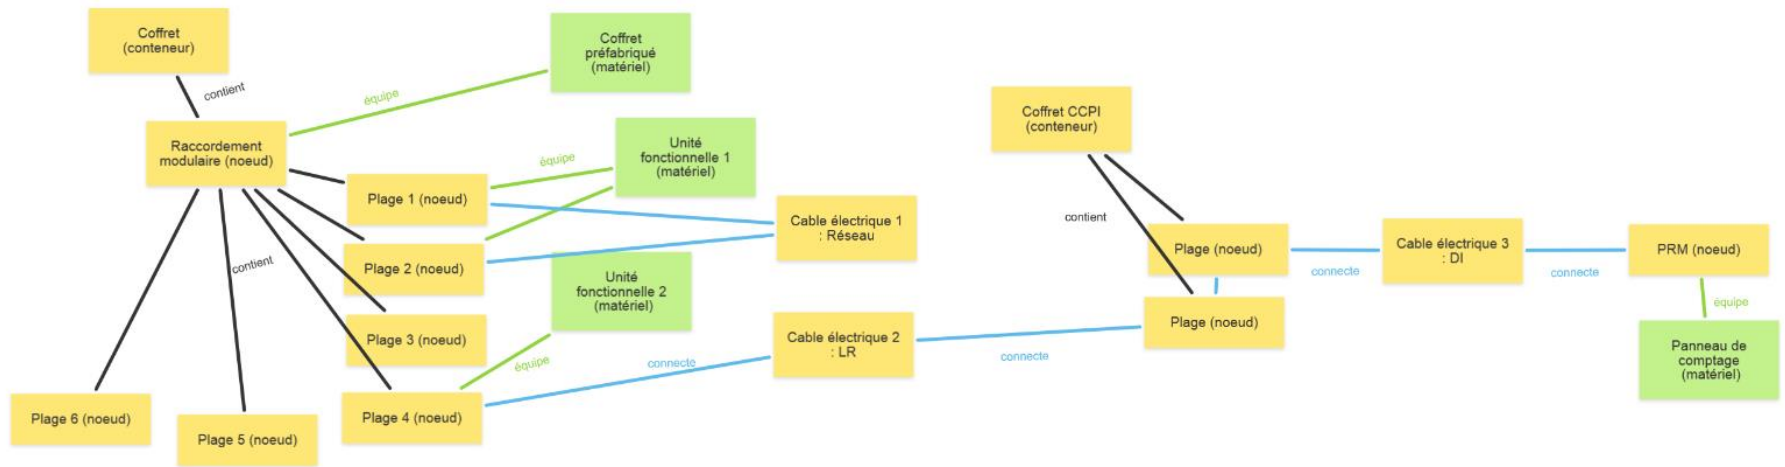 Coffret
(conteneur)
Coffret
préfabriqué
(matériel)
contient
équipe
Coffret CCPI
(conteneur)
Raccordement
modulaire (noeud)
Unité
fonctionnelle 1
(matériel)
équipe
Plage 1 (noeud)
Cable électrique 1
: Réseau
contient
Plage (noeud)
Cable électrique 3
: DI
PRM (noeud)
contient
Plage 2 (noeud)
connecte
connecte
Unité
fonctionnelle 2
(matériel)
équipe
Plage 3 (noeud)
Cable électrique 2
: LR
Plage (noeud)
Panneau de
comptage
(matériel)
équipe
connecte
connecte
Plage 6 (noeud)
Plage 5 (noeud)
Plage 4 (noeud)